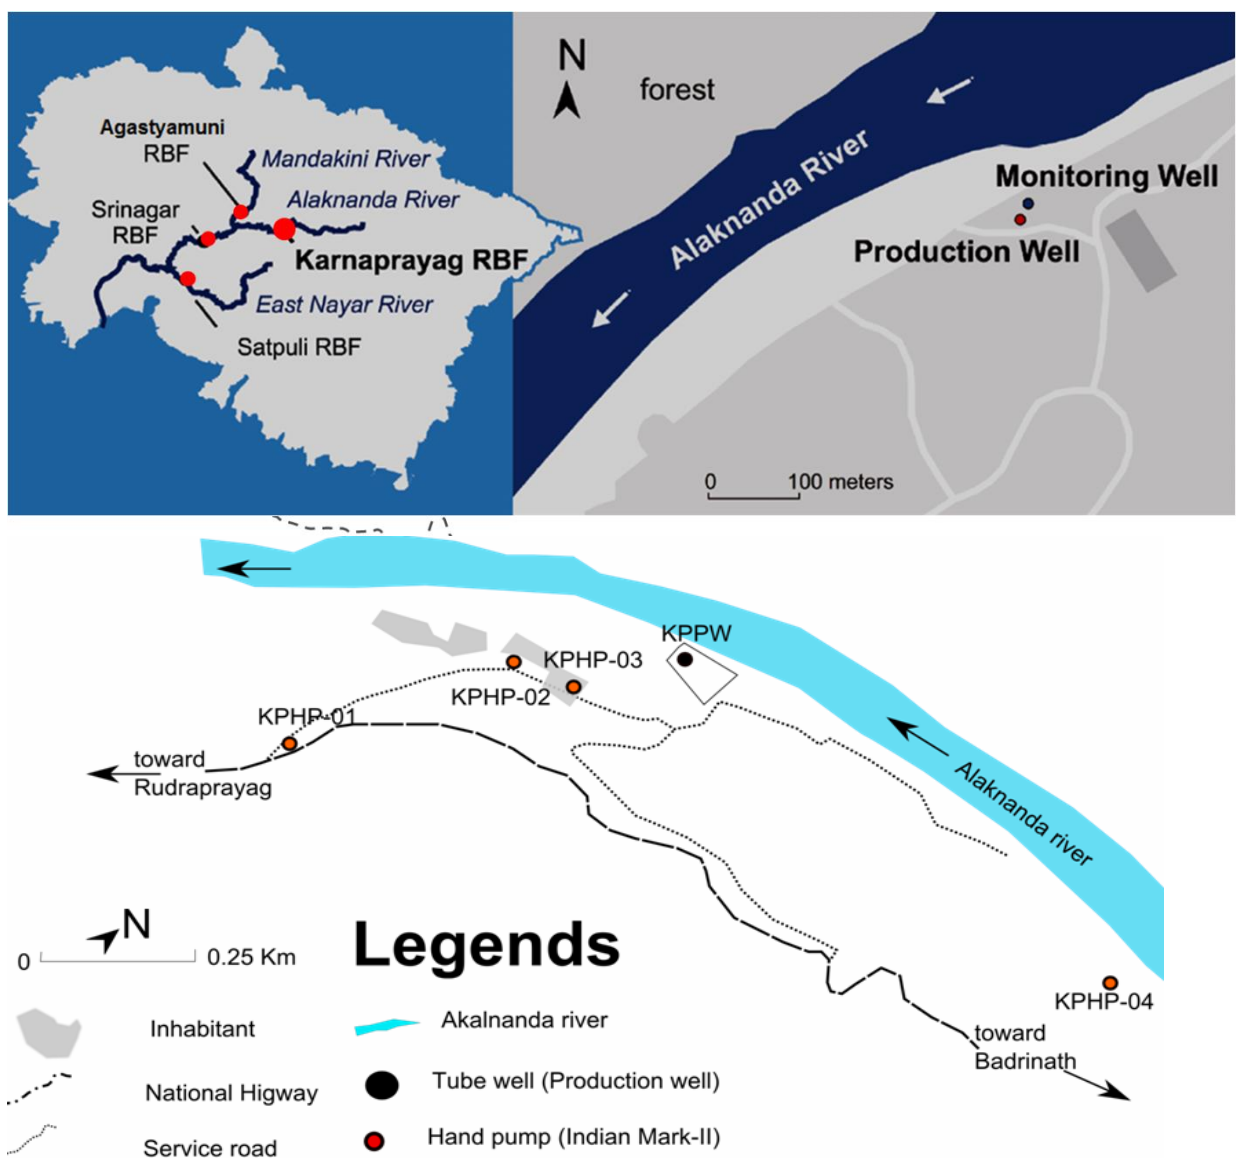 Agastyamuni
RBF
Mandakini River
Alaknanda River
Srinagar
RBF
Karnaprayag RBF
East Nayar River
Satpuli RBF
N
forest
Alaknanda River
Monitoring Well
Production Well
0 100 meters
KPPW
KPHP-03
KPHP-02
KPHP-01
toward
Rudraprayag
Alaknanda river
N
0 0.25 Km
KPHP-04
toward
Badrinath
Legends
Inhabitant
Akalnanda river
National Higway
Tube well (Production well)
Service road
Hand pump (Indian Mark-II)